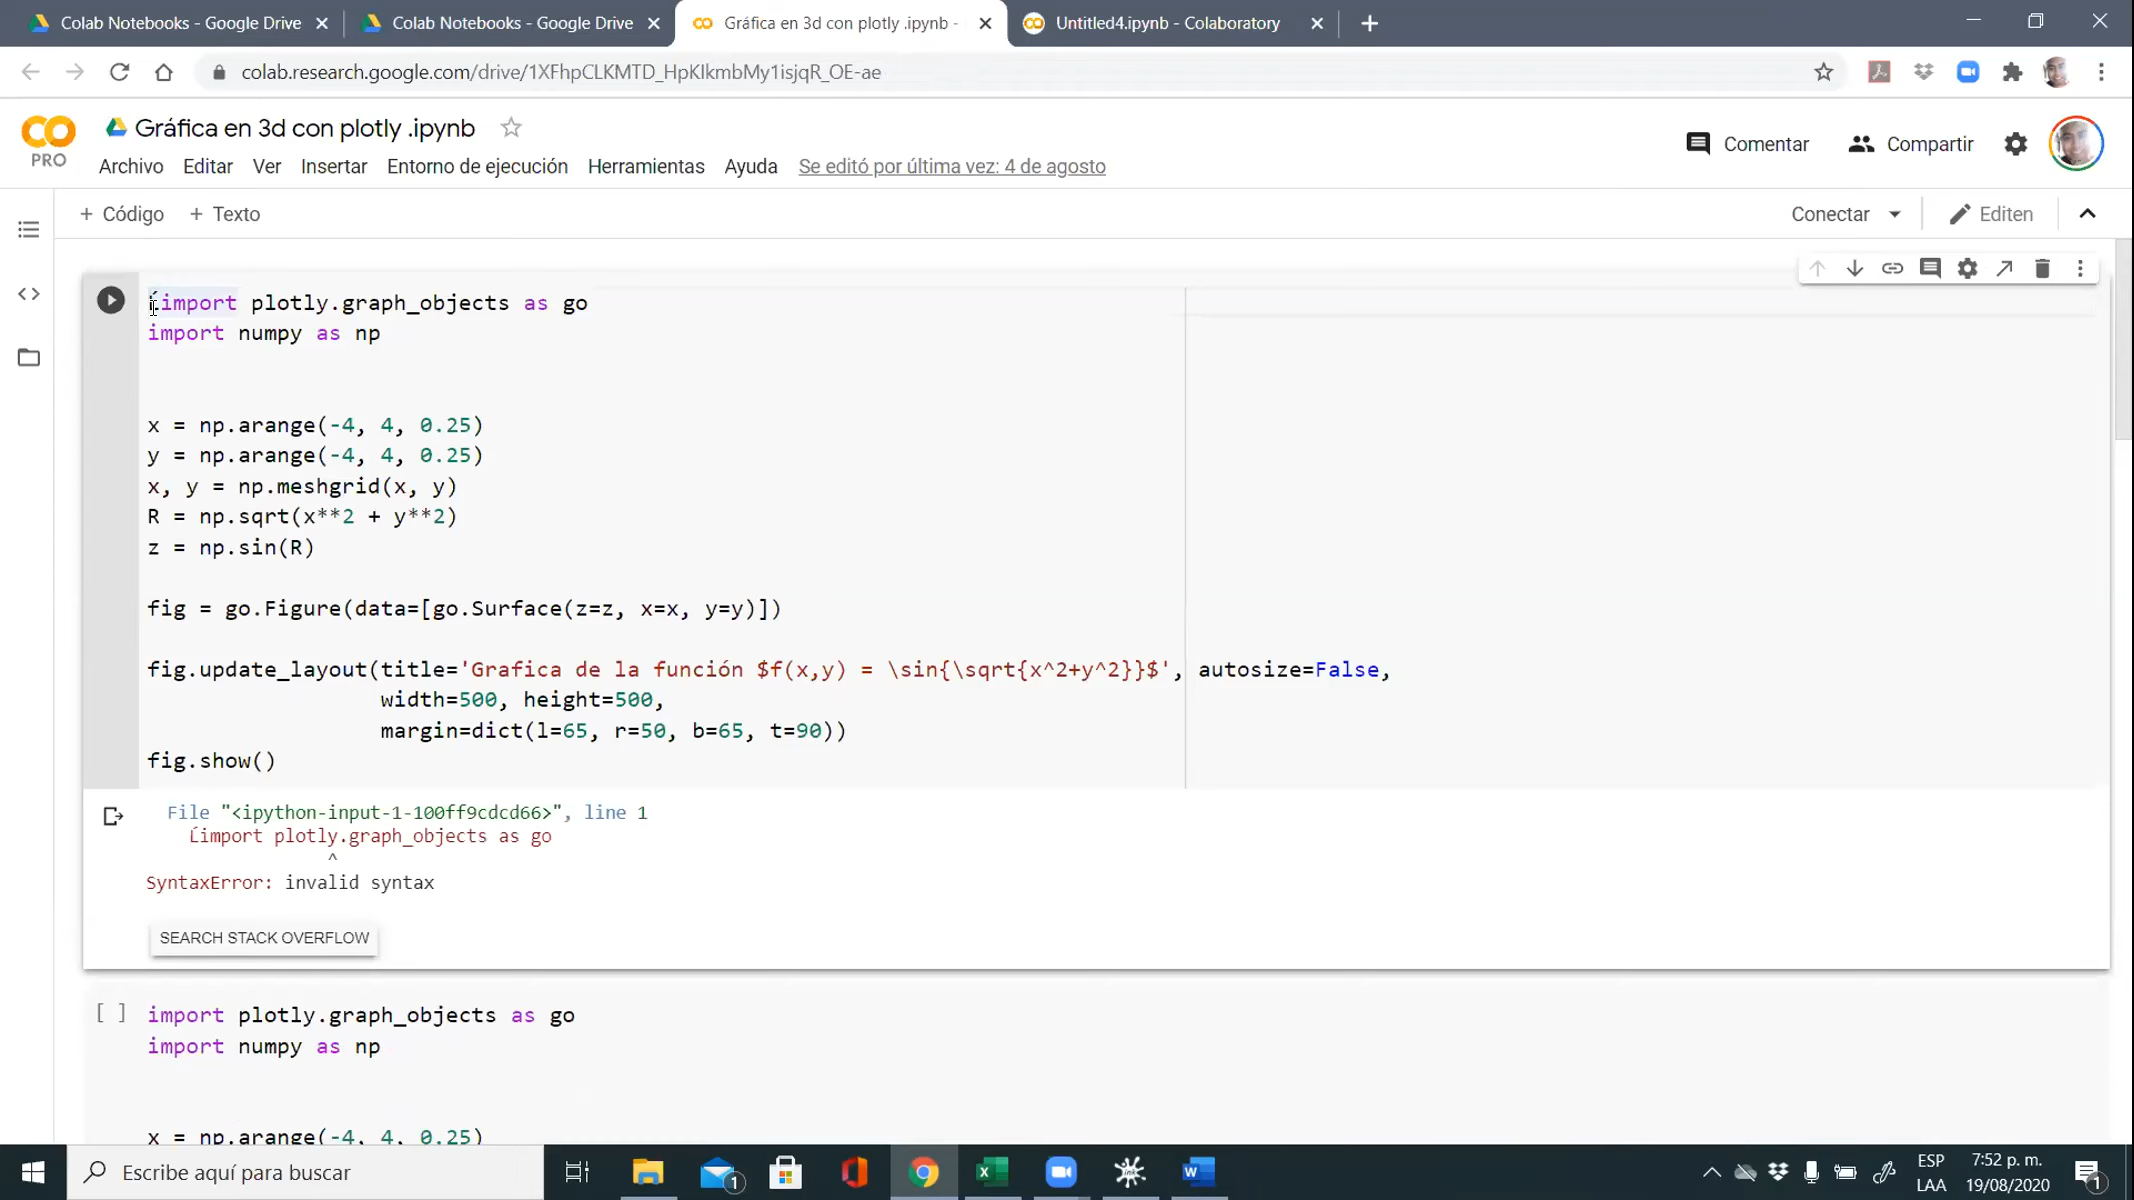 Colab Notebooks - Google Drive
Colab Notebooks - Google Drive
Gráfica en 3d con plotly .ipynb -
Untitled4.ipynb - Colaboratory
colab.research.google.com/drive/1XFhpCLKMTD_HpKIkmbMy1isjqR_OE-ae
PRO
Gráfica en 3d con plotly .ipynb
Comentar
Compartir
Archivo Editar Ver Insertar Entorno de ejecución Herramientas Ayuda Se editó por última vez: 4 de agosto
+ Código + Texto
Conectar
Editen
Íimport plotly.graph_objects as go
import numpy as np
x = np.arange(-4, 4, 0.25)
y = np.arange(-4, 4, 0.25)
x, y = np.meshgrid(x, y)
R = np.sqrt(x**2 + y**2)
z = np.sin(R)
fig = go.Figure(data=[go.Surface(z=z, x=x, y=y)])
fig.update_layout(title='Grafica de la función $f(x,y) = \sin{\sqrt{x^2+y^2}}$', autosize=False,
width=500, height=500,
margin=dict(l=65, r=50, b=65, t=90))
fig.show()
File "<ipython-input-1-100ff9cdcd66>", line 1
Íimport plotly.graph_objects as go
^
SyntaxError: invalid syntax
SEARCH STACK OVERFLOW
[ ] import plotly.graph_objects as go
import numpy as np
x = np.arange(-4, 4, 0.25)
Escribe aquí para buscar
1
ESP
LAA
7:52 p. m.
19/08/2020
1